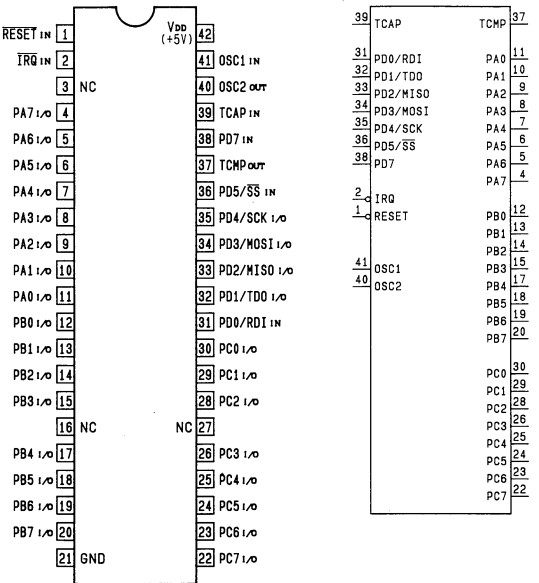 VDD
(+5V)
RESET IN 1
42
IRQ IN 2
41 OSC1 IN
3 NC
40 OSC2 OUT
PA7 I/O 4
39 TCAP IN
PA6 I/O 5
38 PD7 IN
PA5 I/O 6
37 TCMP OUT
PA4 I/O 7
36 PD5/SS IN
PA3 I/O 8
35 PD4/SCK I/O
PA2 I/O 9
34 PD3/MOSI I/O
PA1 I/O 10
33 PD2/MISO I/O
PA0 I/O 11
32 PD1/TDO I/O
PB0 I/O 12
31 PD0/RDI IN
PB1 I/O 13
30 PC0 I/O
PB2 I/O 14
29 PC1 I/O
PB3 I/O 15
28 PC2 I/O
16 NC
NC 27
PB4 I/O 17
26 PC3 I/O
PB5 I/O 18
25 PC4 I/O
PB6 I/O 19
24 PC5 I/O
PB7 I/O 20
23 PC6 I/O
21 GND
22 PC7 I/O
39 TCAP
TCMP 37
31 PD0/RDI
32 PD1/TDO
33 PD2/MISO
34 PD3/MOSI
35 PD4/SCK
36 PD5/SS
38 PD7
2 IRQ
1 RESET
41 OSC1
40 OSC2
PA0 11
PA1 10
PA2 9
PA3 8
PA4 7
PA5 6
PA6 5
PA7 4
PB0 12
PB1 13
PB2 14
PB3 15
PB4 17
PB5 18
PB6 19
PB7 20
PC0 30
PC1 29
PC2 28
PC3 26
PC4 25
PC5 24
PC6 23
PC7 22